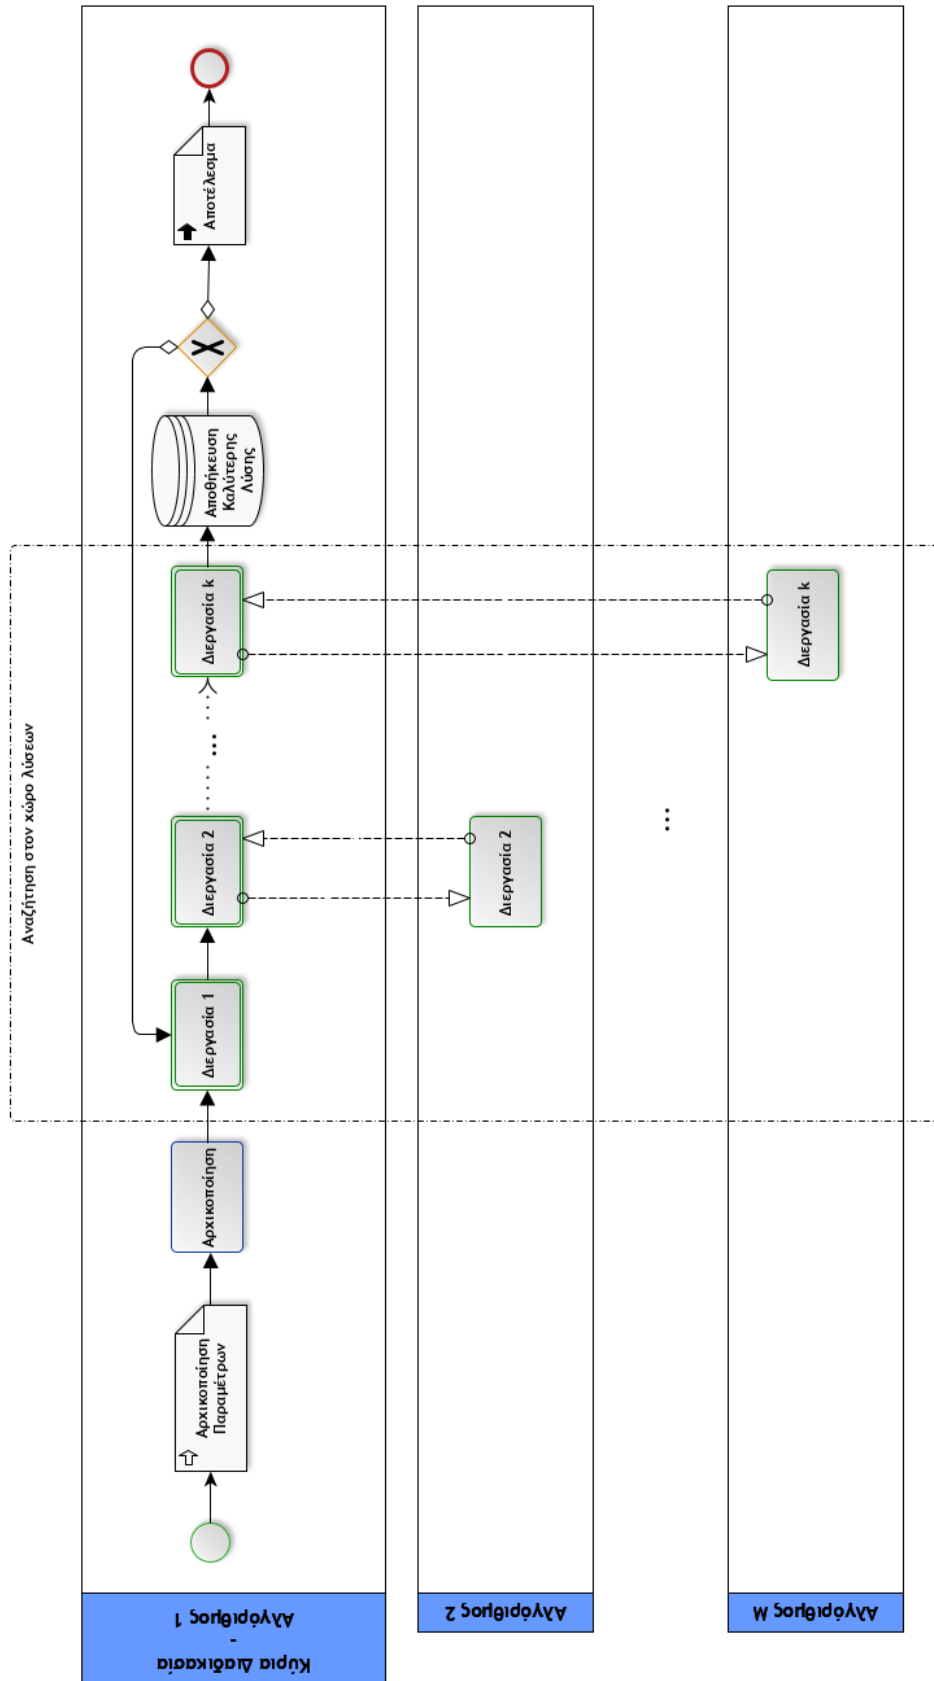 Κύρια Διαδικασία
-
Αλγόριθμος 1
Αρχικοποίηση
Παραμέτρων
Αρχικοποίηση
Αναζήτηση στον χώρο λύσεων
Διεργασία 1
Διεργασία 2
...
Διεργασία k
Αποθήκευση
Καλύτερης
Λύσης
X
Αποτέλεσμα
Αλγόριθμος 2
Διεργασία 2
...
Αλγόριθμος M
Διεργασία k